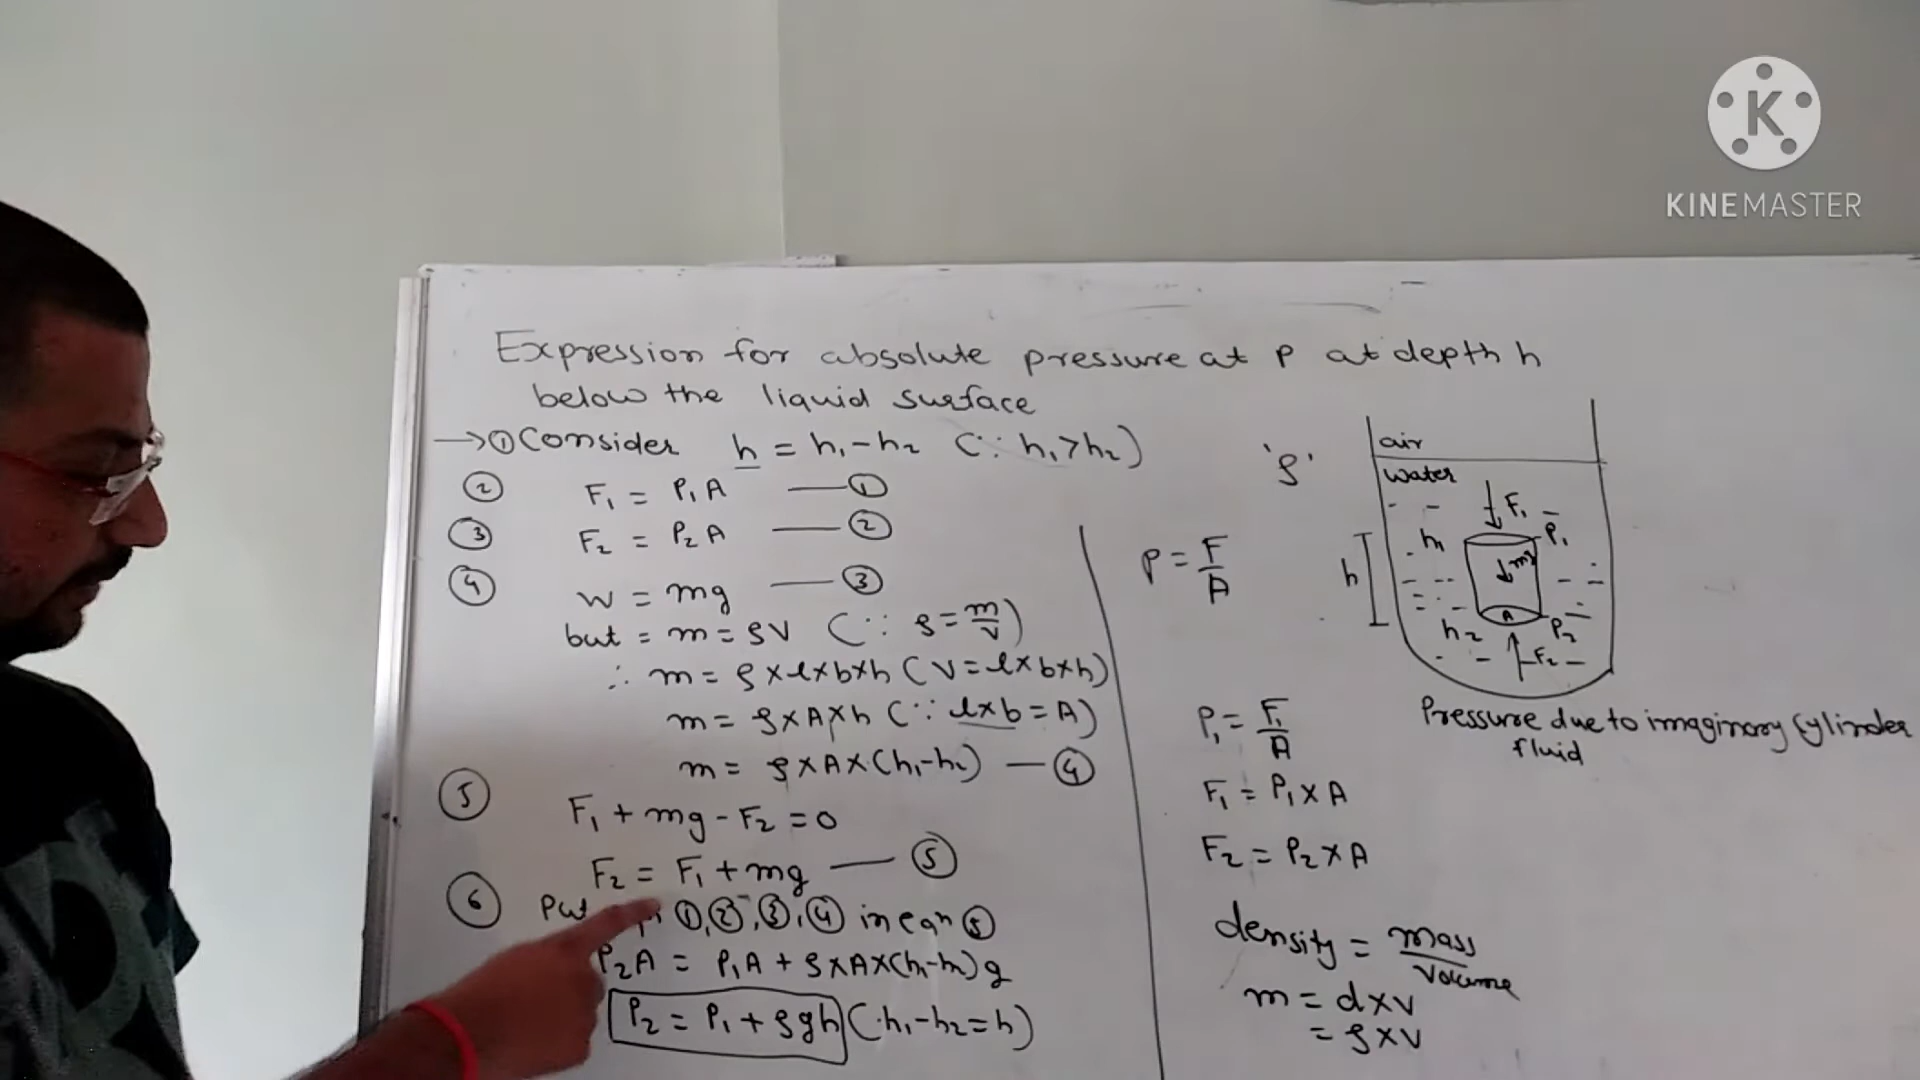 KINEMASTER
Expression for absolute pressure at P at depth h
below the liquid surface
→ ① Consider h = h₁-h₂ (∵ h₁>h₂)
② F₁ = P₁A —①
③ F₂ = P₂A —②
④ W = mg —③
but = m = ρV (∵ ρ = m/v)
∴ m = ρ×l×b×h (V = l×b×h)
m = ρ×A×h (∵ l×b = A)
m = ρ×A×(h₁-h₂) —④
⑤ F₁ + mg - F₂ = 0
F₂ = F₁ + mg —⑤
⑥ Put ①,②,③,④ in eqn ⑤
P₂A = P₁A + ρ×A×(h₁-h₂)g
P₂ = P₁ + ρgh (∵h₁-h₂=h)
'ρ'
P = F/A
P₁ = F₁/A
F₁ = P₁×A
F₂ = P₂×A
density = mass/Volume
m = d×v
= ρ×v
air
water
F₁
h₁
P₁
h
mg
A
h₂
P₂
F₂
Pressure due to imaginary cylinder
fluid